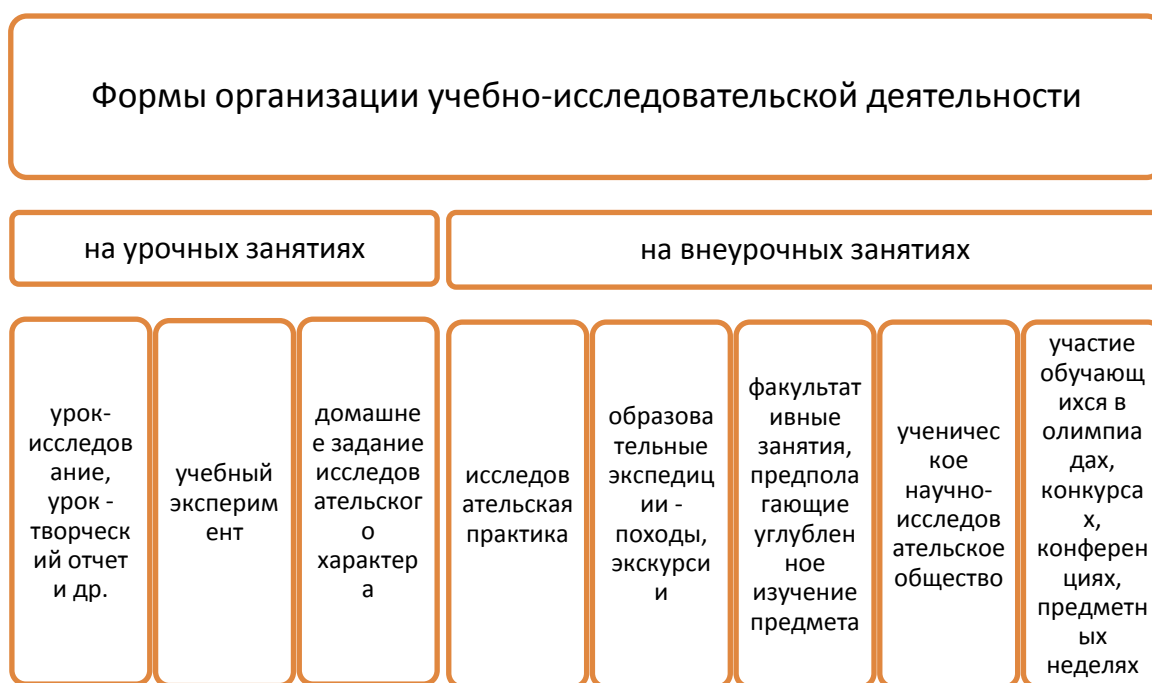 Формы организации учебно-исследовательской деятельности
на урочных занятиях
на внеурочных занятиях
урок-
исследов
ание,
урок -
творческ
ий отчет
и др.
учебный
эксперим
ент
домашне
е задание
исследов
ательског
о
характер
а
исследов
ательская
практика
образова
тельные
экспедиц
ии -
походы,
экскурси
и
факультат
ивные
занятия,
предпола
гающие
углублен
ное
изучение
предмета
ученичес
кое
научно-
исследов
ательское
общество
участие
обучающ
ихся в
олимпиа
дах,
конкурса
х,
конферен
циях,
предметн
ых
неделях